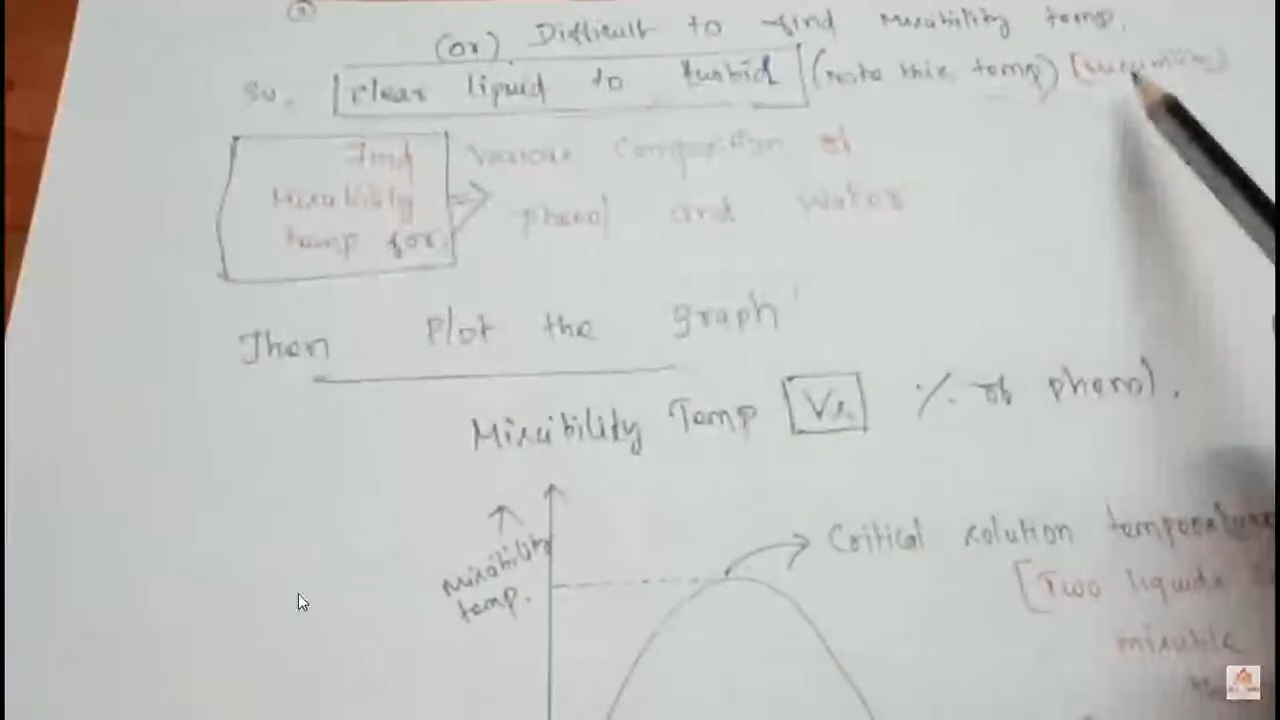 (or) Difficult to find miscibility temp.
So, clear liquid to turbid (note this temp)
Find Various Composition of
Miscibility phenol and Water
temp for
Then Plot the graph
Miscibility Temp Vs % of phenol.
Critical solution temperature
Miscibility
temp.
[Two liquids
miscible